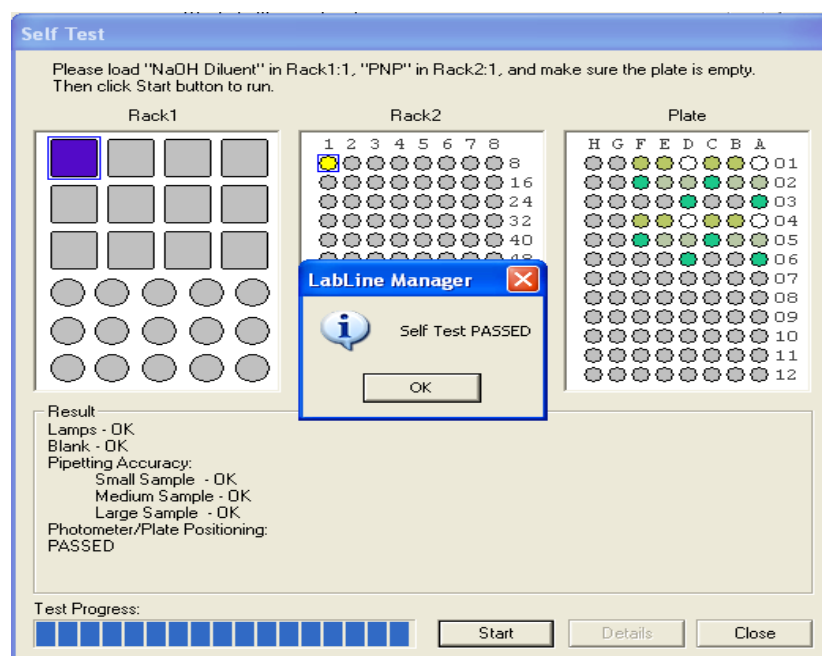 Self Test
Please load "NaOH Diluent" in Rack1:1, "PNP" in Rack2:1, and make sure the plate is empty.
Then click Start button to run.
Rack1
Rack2
Plate
1 2 3 4 5 6 7 8
8
16
24
32
40
H G F E D C B A
01
02
03
04
05
06
07
08
09
10
11
12
LabLine Manager
Self Test PASSED
OK
Result
Lamps - OK
Blank - OK
Pipetting Accuracy:
Small Sample - OK
Medium Sample - OK
Large Sample - OK
Photometer/Plate Positioning:
PASSED
Test Progress:
Start
Details
Close